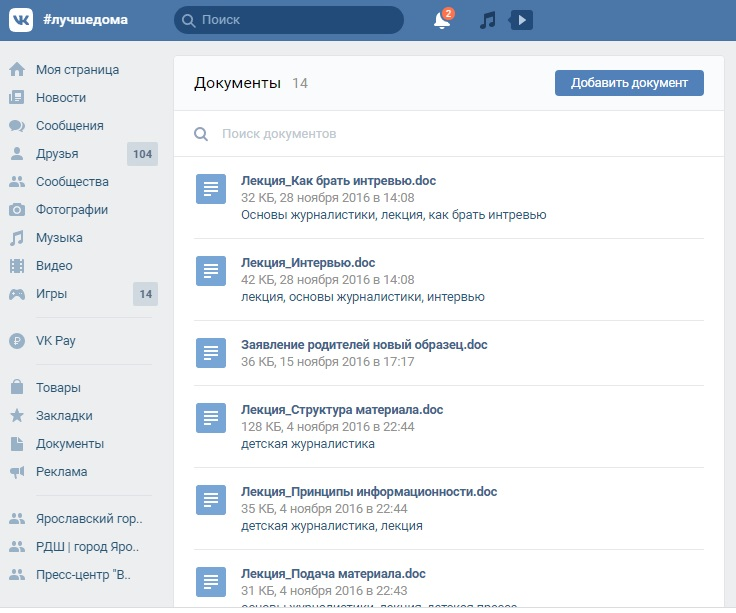 #лучшедома
Поиск
2
Моя страница
Новости
Сообщения
Друзья 104
Сообщества
Фотографии
Музыка
Видео
Игры 14
VK Pay
Товары
Закладки
Документы
Реклама
Ярославский гор..
РДШ | город Яро..
Пресс-центр "В..
Документы 14
Добавить документ
Поиск документов
Лекция_Как брать интревью.doc
32 КБ, 28 ноября 2016 в 14:08
Основы журналистики, лекция, как брать интревью
Лекция_Интервью.doc
42 КБ, 28 ноября 2016 в 14:08
лекция, основы журналистики, интервью
Заявление родителей новый образец.doc
36 КБ, 15 ноября 2016 в 17:17
Лекция_Структура материала.doc
128 КБ, 4 ноября 2016 в 22:44
детская журналистика
Лекция_Принципы информационности.doc
35 КБ, 4 ноября 2016 в 22:44
детская журналистика, лекция
Лекция_Подача материала.doc
31 КБ, 4 ноября 2016 в 22:43
основы журналистики, лекция, детская пресса